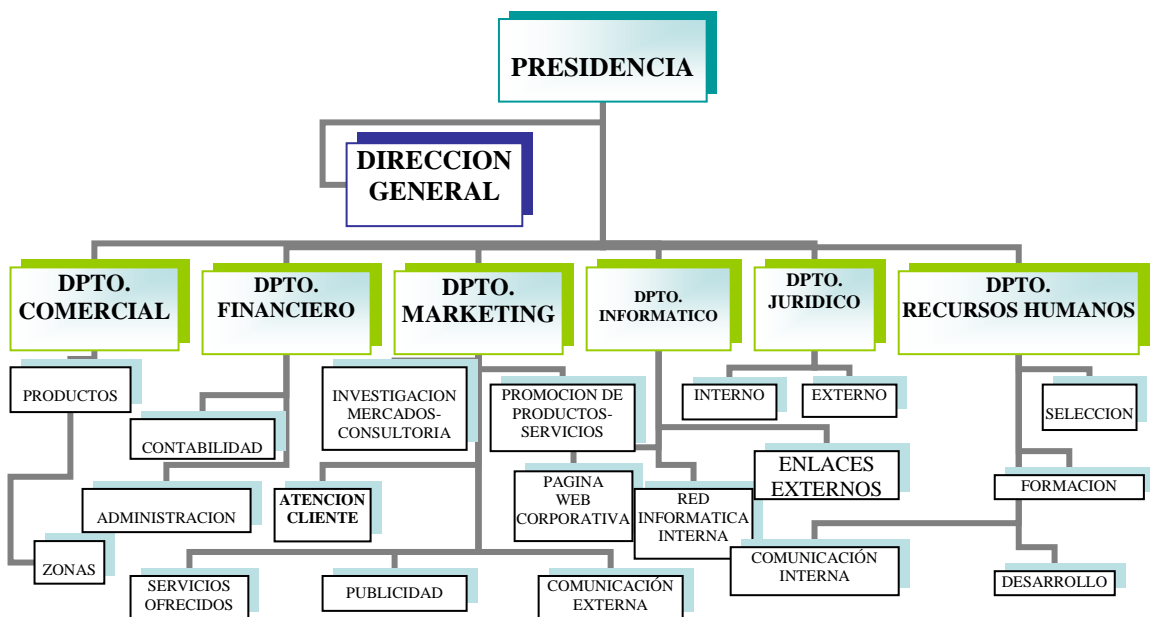 PRESIDENCIA
DIRECCION
GENERAL
DPTO.
COMERCIAL
DPTO.
FINANCIERO
DPTO.
MARKETING
DPTO.
INFORMATICO
DPTO.
JURIDICO
DPTO.
RECURSOS HUMANOS
PRODUCTOS
CONTABILIDAD
ADMINISTRACION
ZONAS
INVESTIGACION
MERCADOS-
CONSULTORIA
PROMOCION DE
PRODUCTOS-
SERVICIOS
ATENCION
CLIENTE
SERVICIOS
OFRECIDOS
PUBLICIDAD
COMUNICACIÓN
EXTERNA
PAGINA
WEB
CORPORATIVA
RED
INFORMATICA
INTERNA
ENLACES
EXTERNOS
INTERNO
EXTERNO
SELECCION
FORMACION
COMUNICACIÓN
INTERNA
DESARROLLO